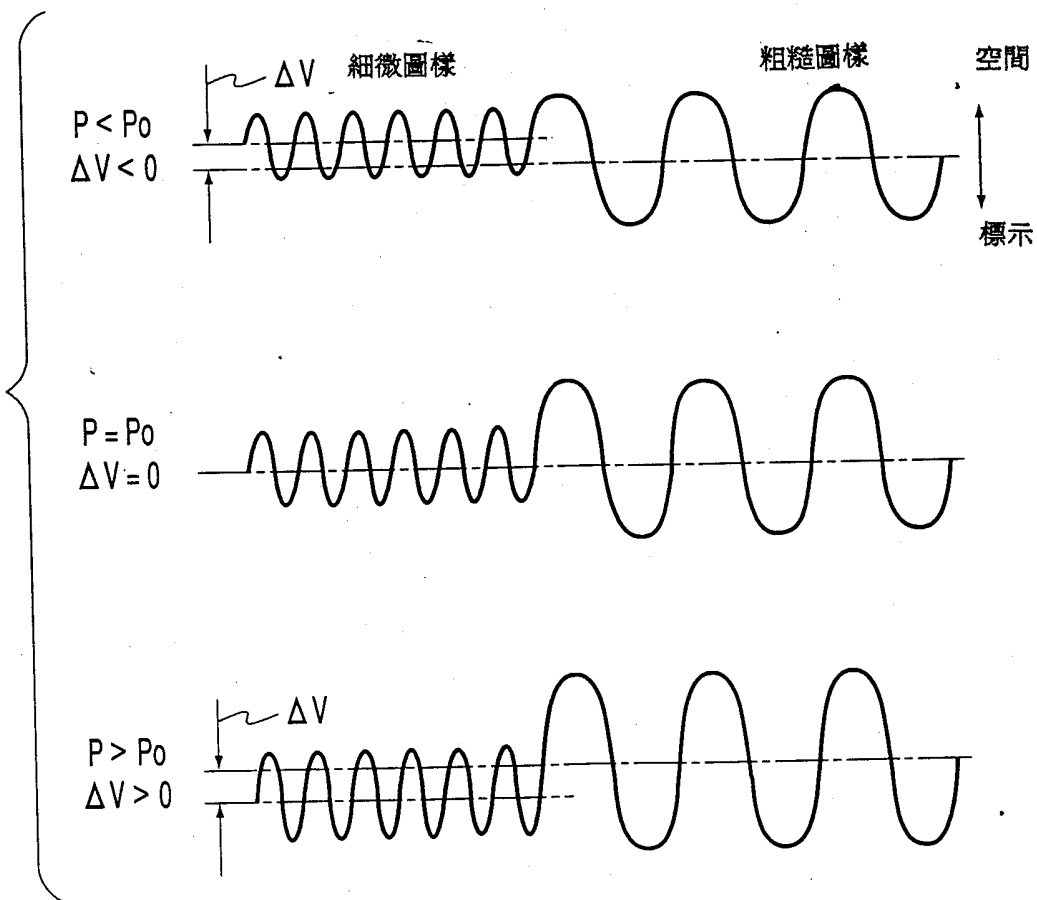 ΔV
細微圖樣
粗糙圖樣
空間
P < Po
ΔV < 0
標示
P = Po
ΔV = 0
ΔV
P > Po
ΔV > 0